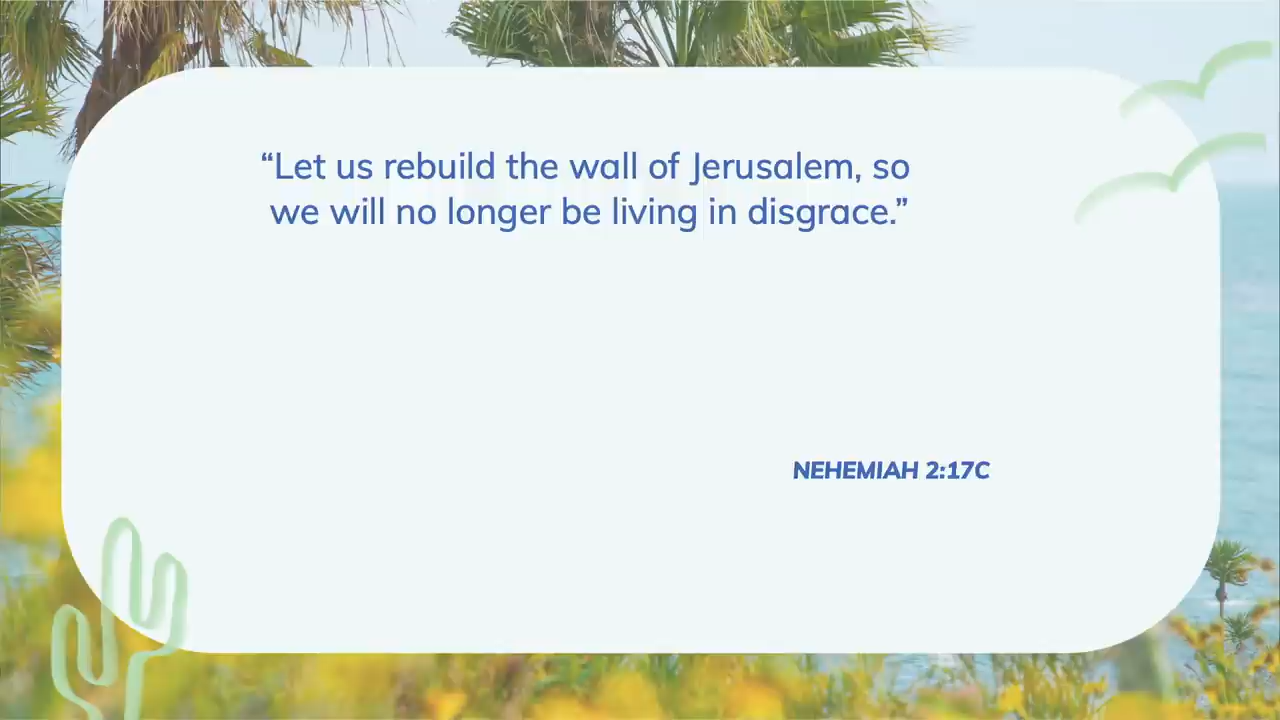 “Let us rebuild the wall of Jerusalem, so
we will no longer be living in disgrace.”
NEHEMIAH 2:17C